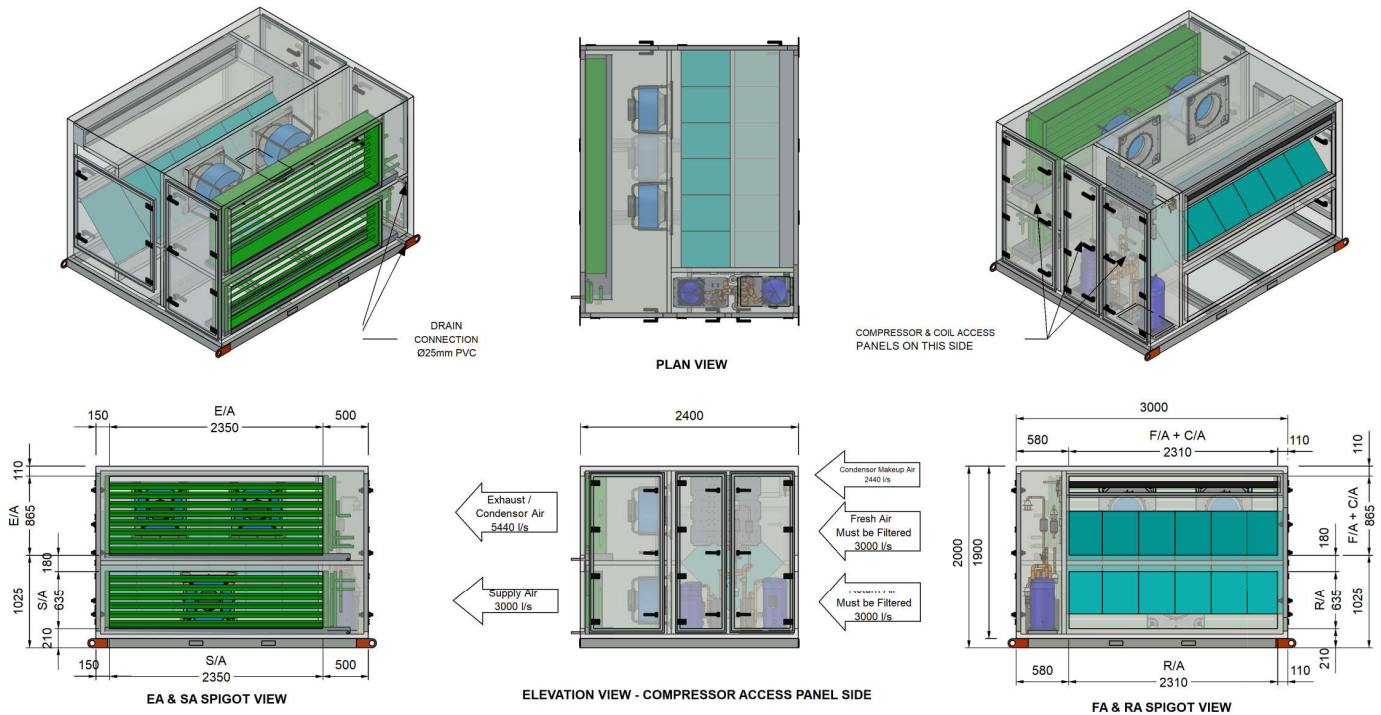 DRAIN
CONNECTION
Ø25mm PVC
PLAN VIEW
COMPRESSOR & COIL ACCESS
PANELS ON THIS SIDE
150
E/A
2350
500
110
E/A
865
180
S/A
635
1025
210
150
S/A
2350
500
EA & SA SPIGOT VIEW
2400
Exhaust /
Condensor Air
5440 l/s
Supply Air
3000 l/s
Condensor Makeup Air
2440 l/s
Fresh Air
Must be Filtered
3000 l/s
Return Air
Must be Filtered
3000 l/s
ELEVATION VIEW - COMPRESSOR ACCESS PANEL SIDE
3000
580
F/A + C/A
2310
110
110
F/A + C/A
865
180
2000
1900
R/A
635
1025
210
580
R/A
2310
110
FA & RA SPIGOT VIEW